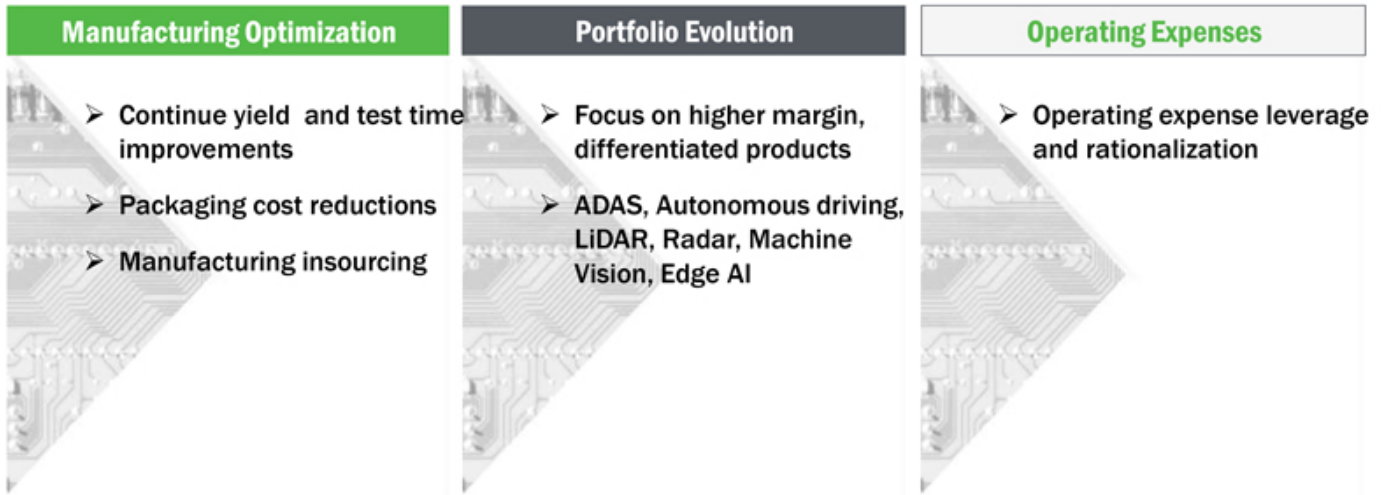 Manufacturing Optimization
➢ Continue yield and test time
improvements
➢ Packaging cost reductions
➢ Manufacturing insourcing
Portfolio Evolution
➢ Focus on higher margin,
differentiated products
➢ ADAS, Autonomous driving,
LiDAR, Radar, Machine
Vision, Edge AI
Operating Expenses
➢ Operating expense leverage
and rationalization